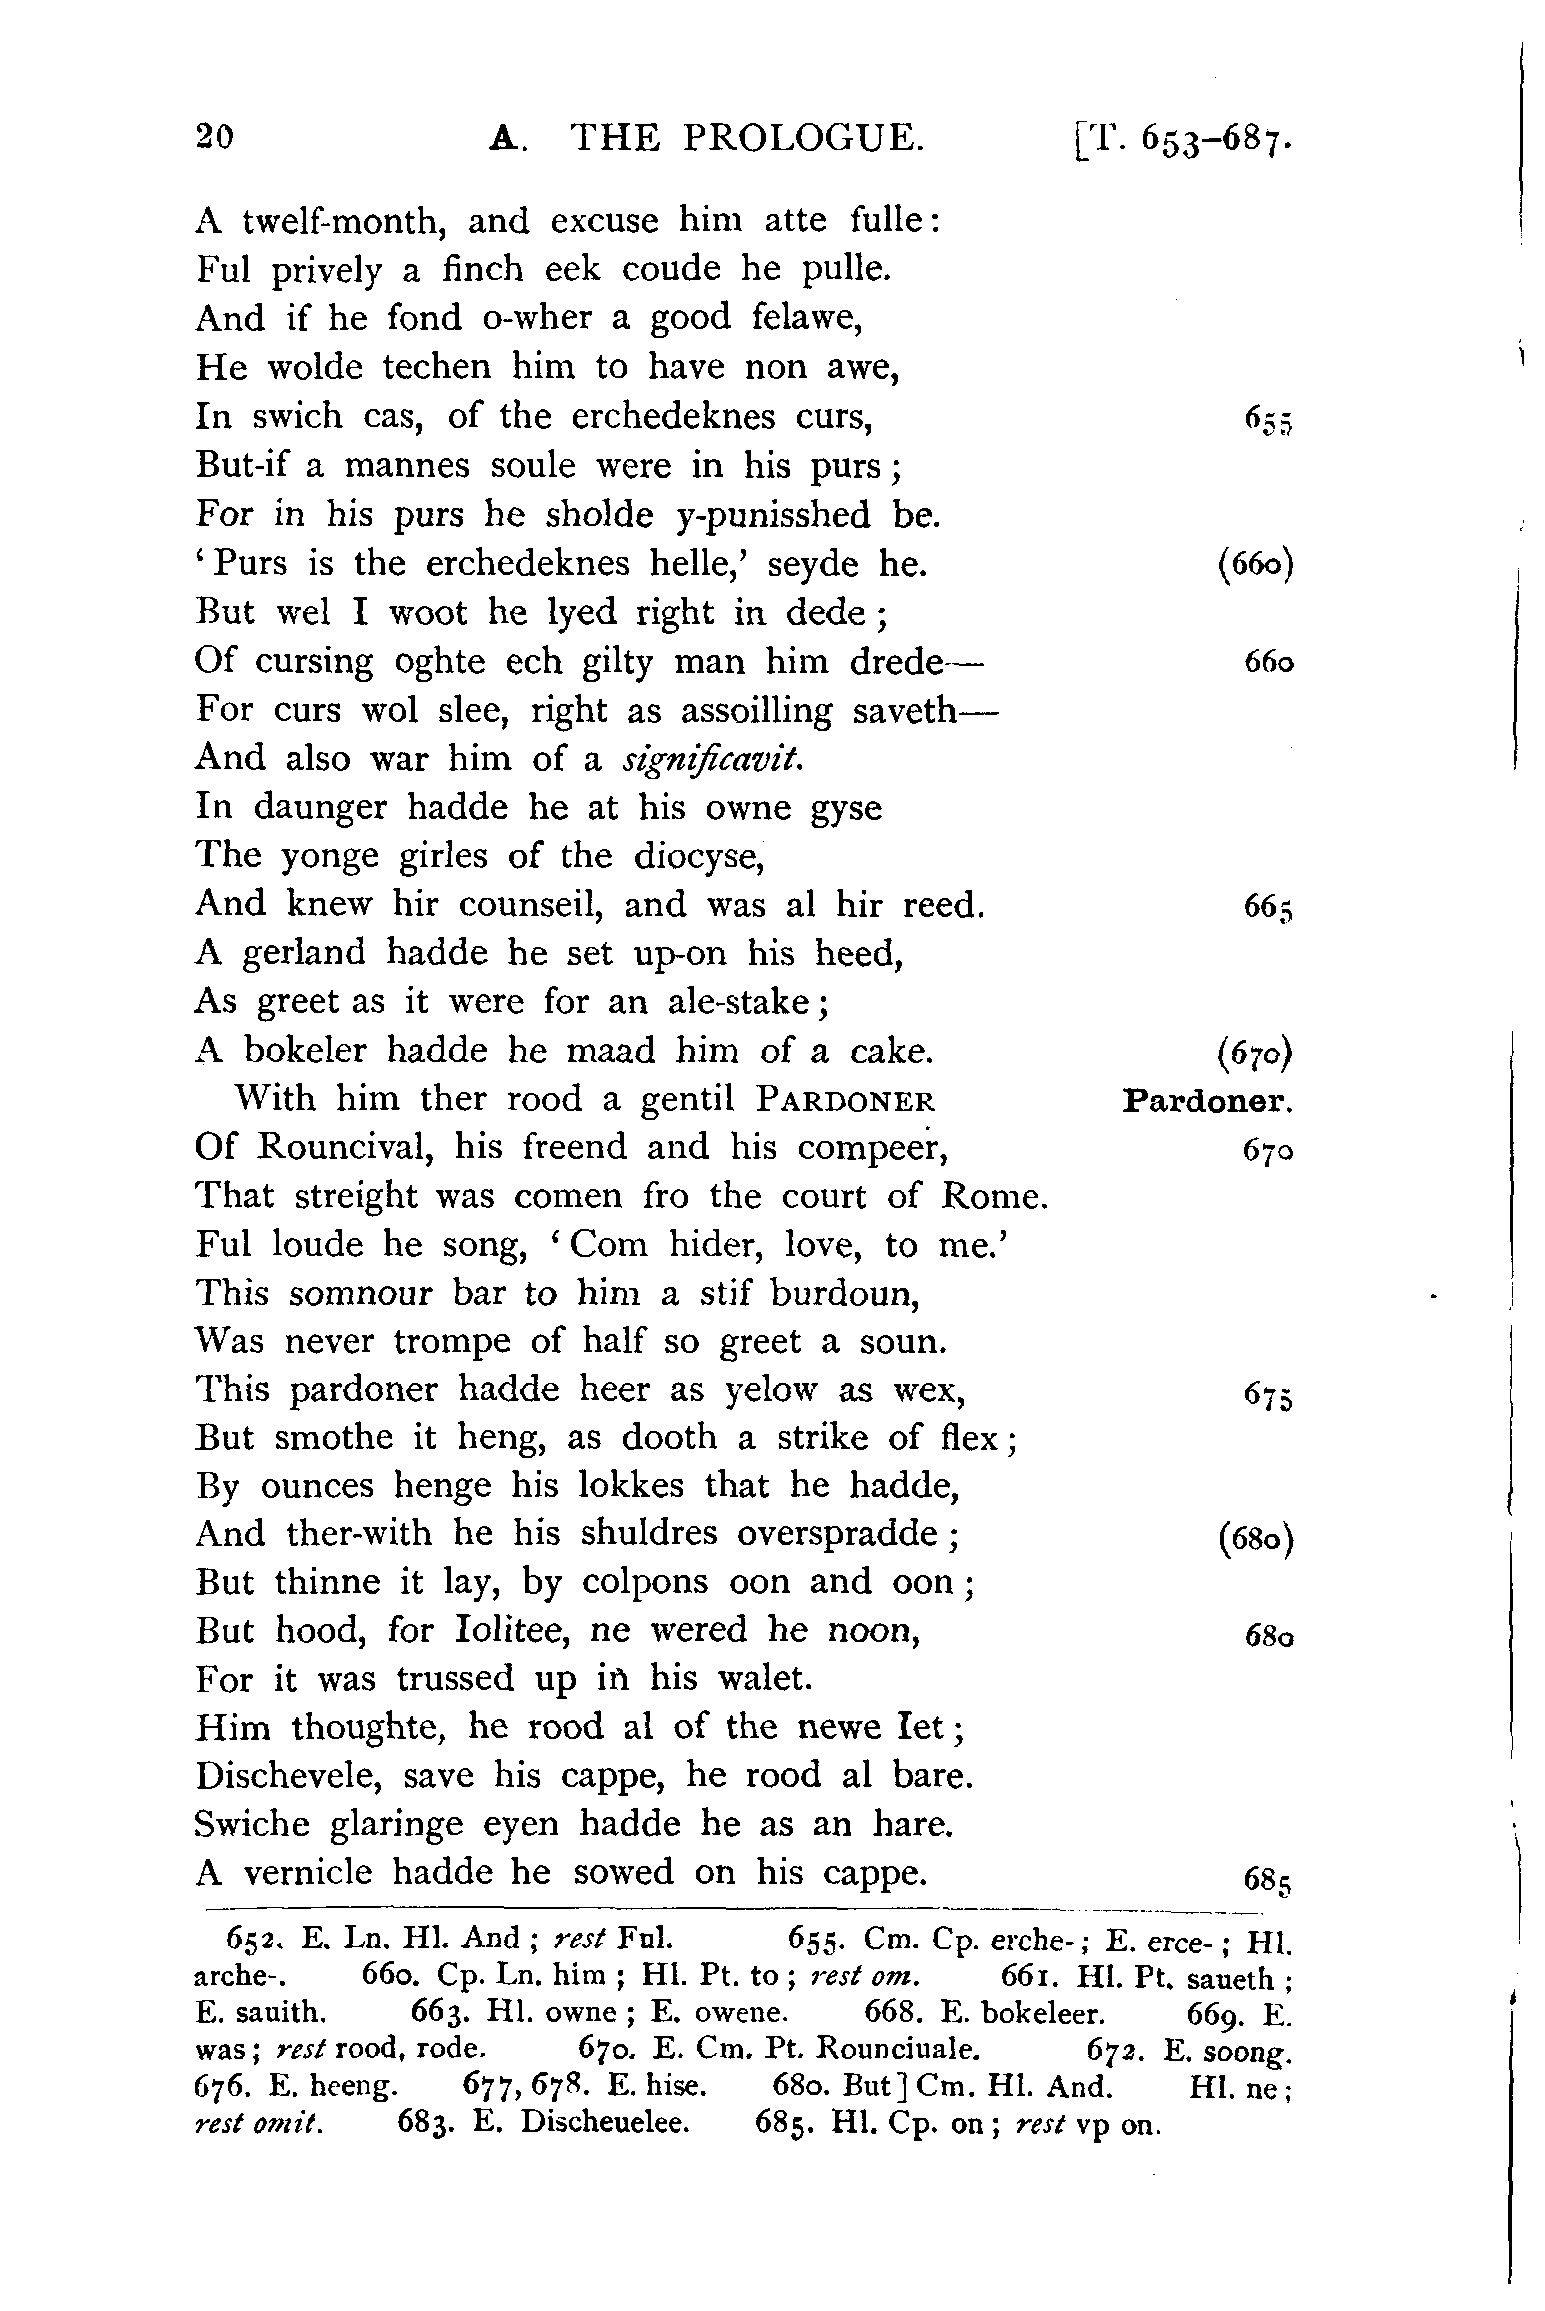 20 A. THE PROLOGUE. [T. 653–687.
A twelf-month, and excuse him atte fulle:
Ful prively a finch eek coude he pulle.
And if he fond o-wher a good felawe,
He wolde techen him to have non awe,
In swich cas, of the erchedeknes curs, 655
But-if a mannes soule were in his purs;
For in his purs he sholde y-punisshed be.
‘Purs is the erchedeknes helle,’ seyde he. (660)
But wel I woot he lyed right in dede;
Of cursing oghte ech gilty man him drede— 660
For curs wol slee, right as assoilling saveth—
And also war him of a significavit.
In daunger hadde he at his owne gyse
The yonge girles of the diocyse,
And knew hir counseil, and was al hir reed. 665
A gerland hadde he set up-on his heed,
As greet as it were for an ale-stake;
A bokeler hadde he maad him of a cake. (670)
With him ther rood a gentil PARDONER Pardoner.
Of Rouncival, his freend and his compeer, 670
That streight was comen fro the court of Rome.
Ful loude he song, ‘Com hider, love, to me.’
This somnour bar to him a stif burdoun,
Was never trompe of half so greet a soun.
This pardoner hadde heer as yelow as wex, 675
But smothe it heng, as dooth a strike of flex;
By ounces henge his lokkes that he hadde,
And ther-with he his shuldres overspradde; (680)
But thinne it lay, by colpons oon and oon;
But hood, for Iolitee, ne wered he noon, 680
For it was trussed up in his walet.
Him thoughte, he rood al of the newe Iet;
Dischevele, save his cappe, he rood al bare.
Swiche glaringe eyen hadde he as an hare.
A vernicle hadde he sowed on his cappe. 685
652. E. Ln. Hl. And; rest Ful. 655. Cm. Cp. erche-; E. erce-; Hl.
arche-. 660. Cp. Ln. him; Hl. Pt. to; rest om. 661. Hl. Pt. saueth;
E. sauith. 663. Hl. owne; E. owene. 668. E. bokeleer. 669. E.
was; rest rood, rode. 670. E. Cm. Pt. Rounciuale. 672. E. soong.
676. E. heeng. 677, 678. E. hise. 680. But] Cm. Hl. And. Hl. ne;
rest omit. 683. E. Discheuelee. 685. Hl. Cp. on; rest vp on.